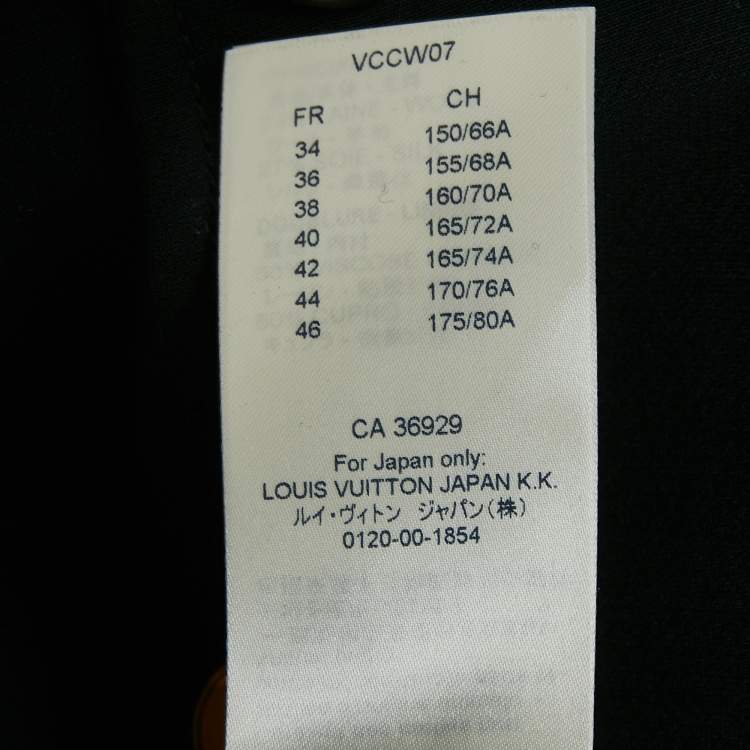 VCCW07
FR CH
34 150/66A
36 155/68A
38 160/70A
40 165/72A
42 165/74A
44 170/76A
46 175/80A
CA 36929
For Japan only:
LOUIS VUITTON JAPAN K.K.
ルイ・ヴィトン ジャパン(株)
0120-00-1854